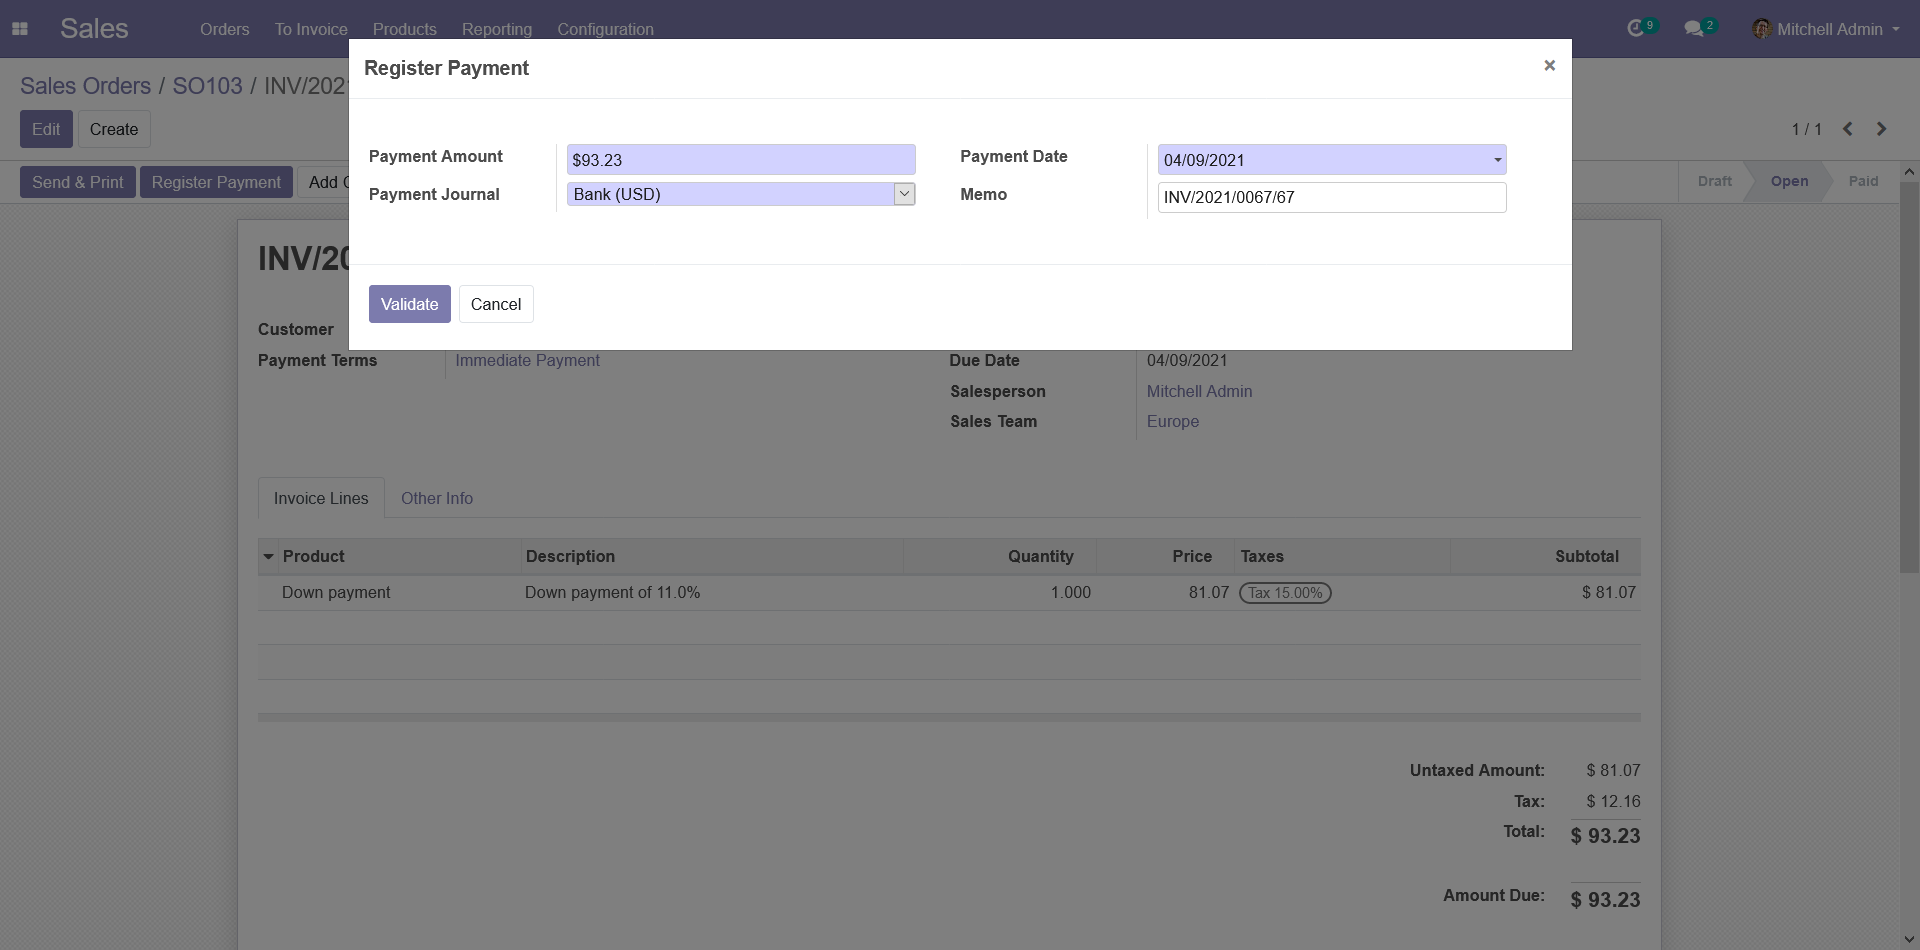 Sales Orders To Invoice Products Reporting Configuration 9 2 Mitchell Admin
Register Payment ×
Sales Orders / SO103 / INV/202
Edit Create 1 / 1
Payment Amount $93.23 Payment Date 04/09/2021
Send & Print Register Payment Add Draft Open Paid
Payment Journal Bank (USD) Memo INV/2021/0067/67
INV/20
Validate Cancel
Customer
Payment Terms Immediate Payment Due Date 04/09/2021
Salesperson Mitchell Admin
Sales Team Europe
Invoice Lines Other Info
Product Description Quantity Price Taxes Subtotal
Down payment Down payment of 11.0% 1.000 81.07 Tax 15.00% $ 81.07
Untaxed Amount: $ 81.07
Tax: $ 12.16
Total: $ 93.23
Amount Due: $ 93.23